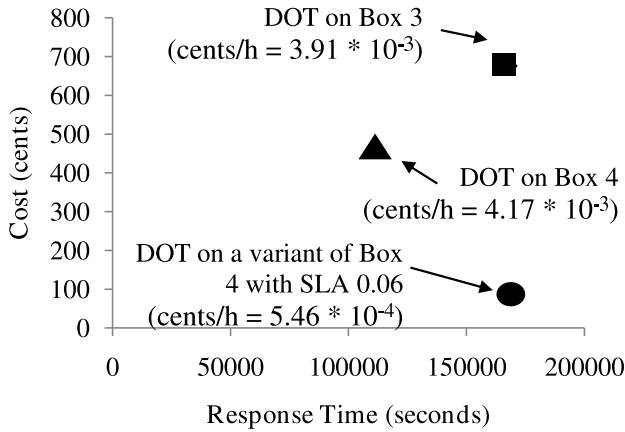 DOT on Box 3
(cents/h = 3.91 * 10-3)
DOT on Box 4
(cents/h = 4.17 * 10-3)
DOT on a variant of Box
4 with SLA 0.06
(cents/h = 5.46 * 10-4)
Cost (cents)
800
700
600
500
400
300
200
100
0
0
50000
100000
150000
200000
Response Time (seconds)